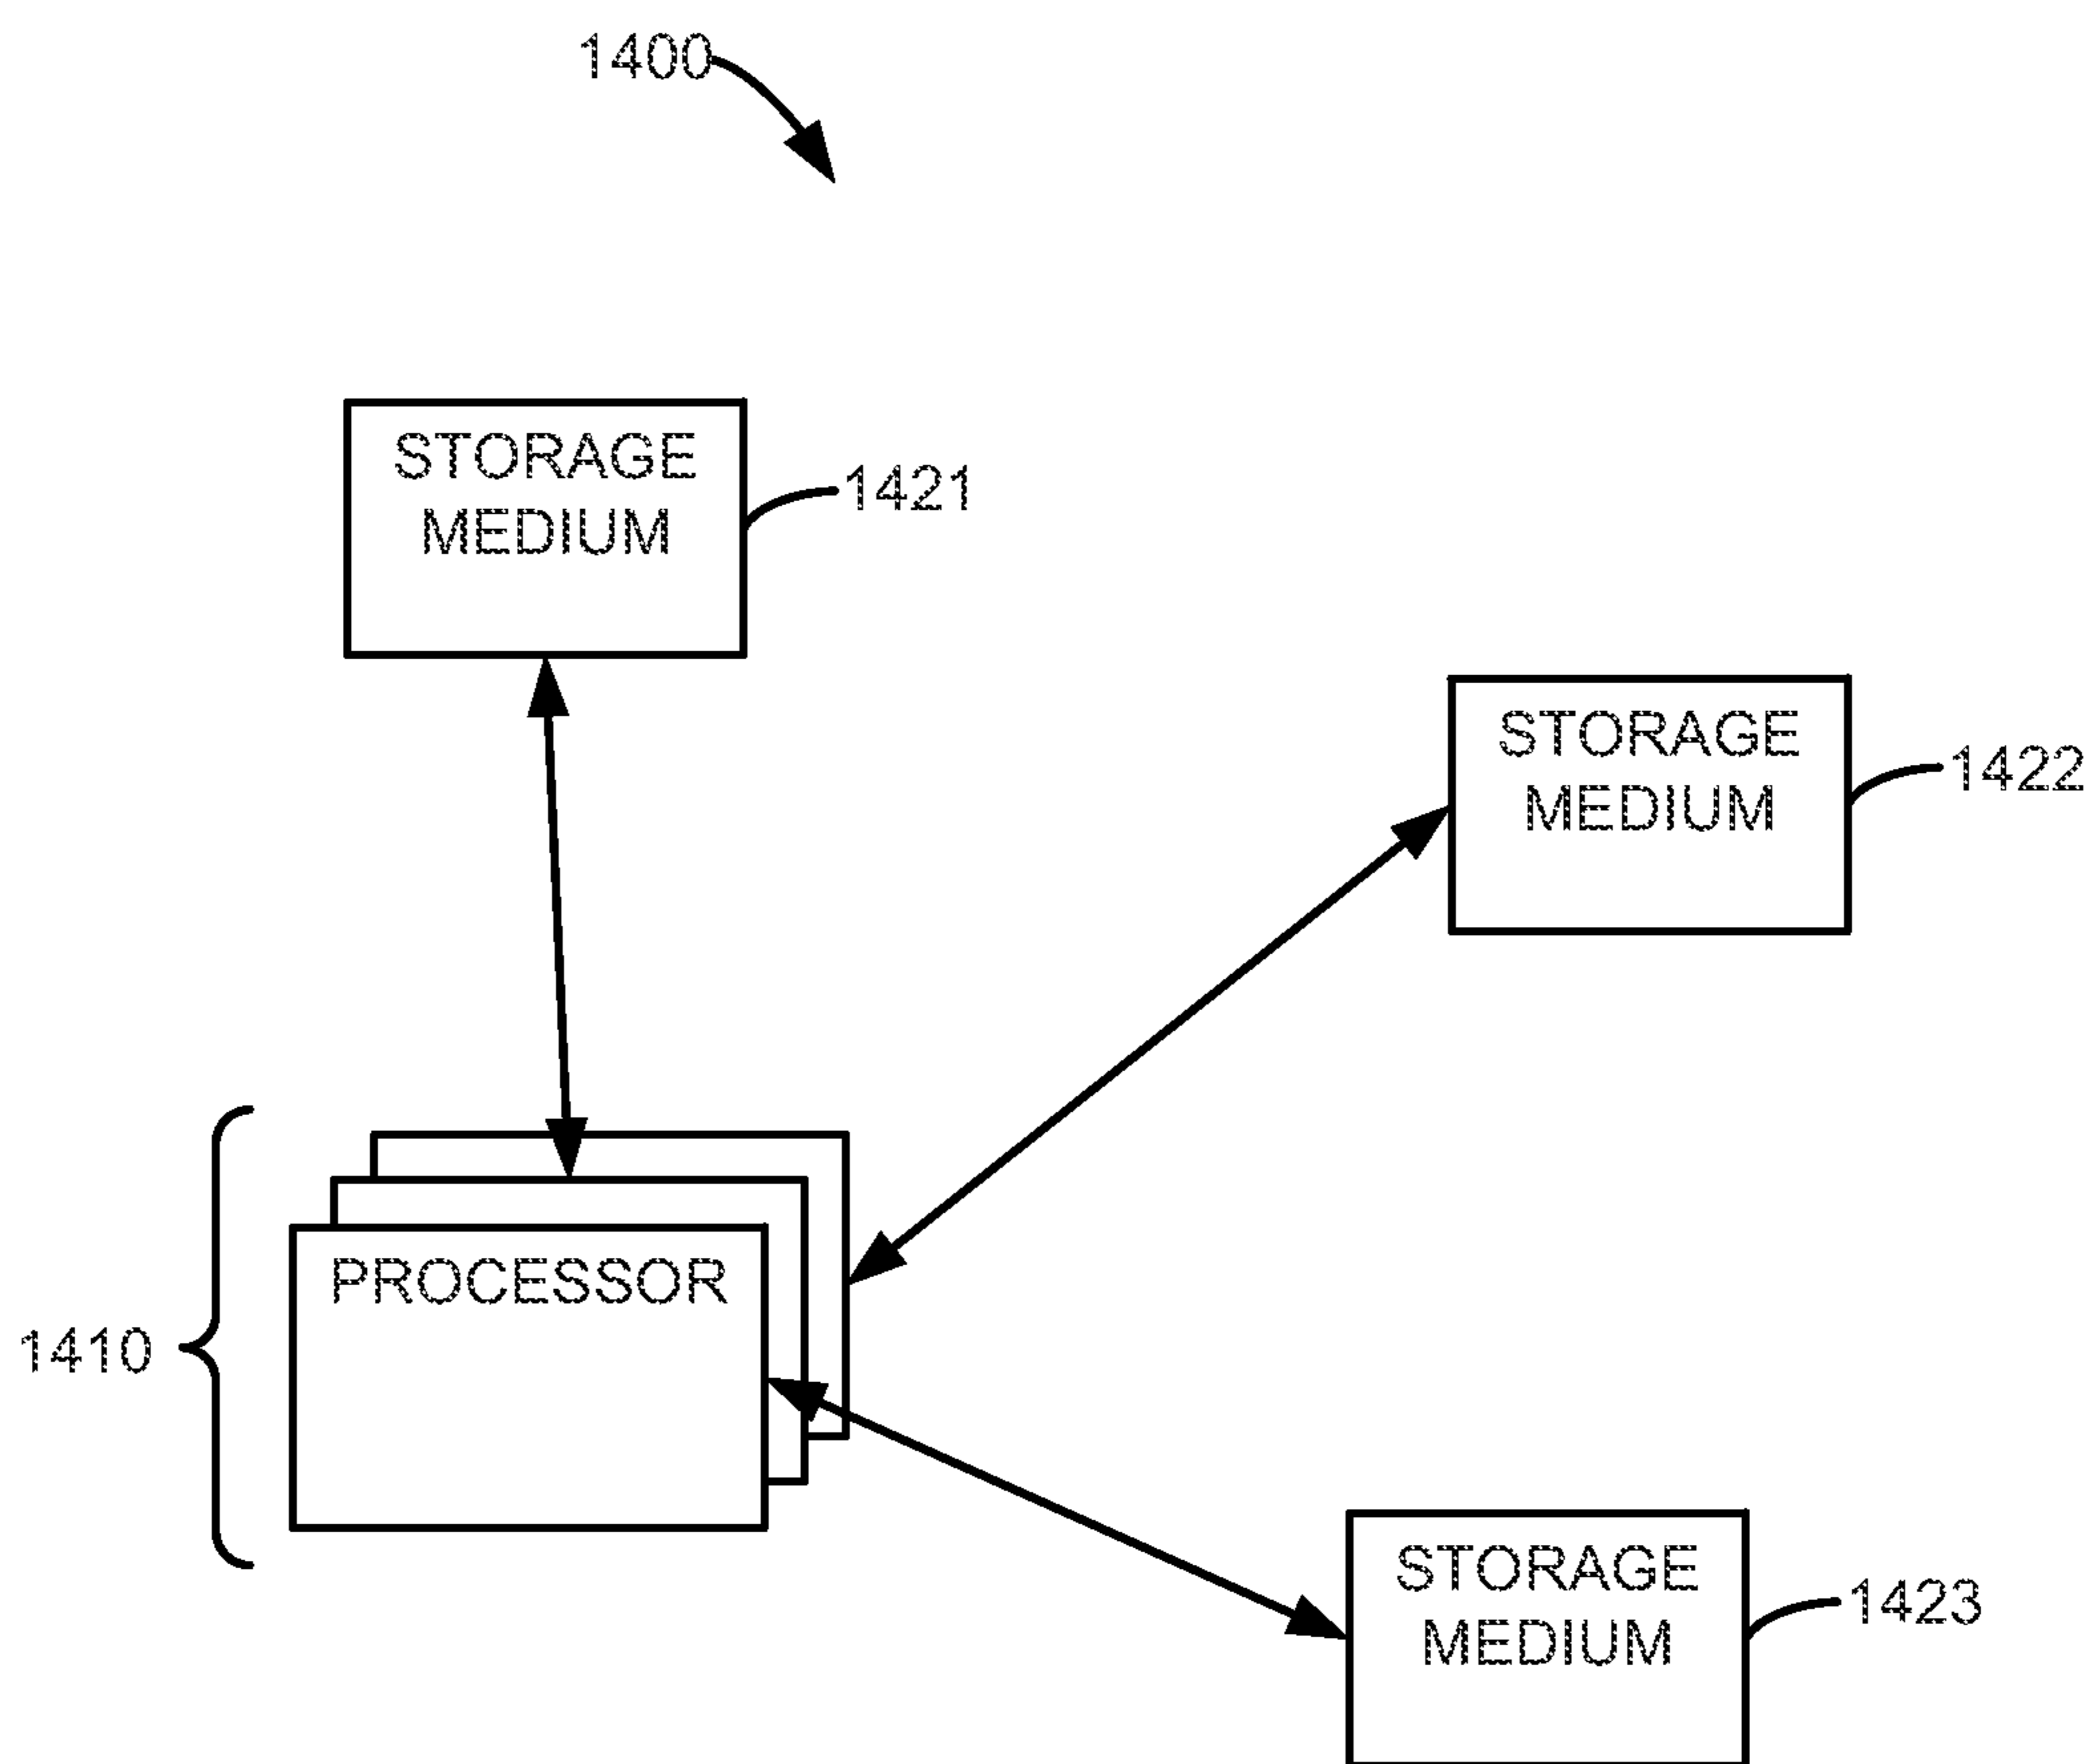 1400
STORAGE
MEDIUM
1421
STORAGE
MEDIUM
1422
PROCESSOR
1410
STORAGE
MEDIUM
1423